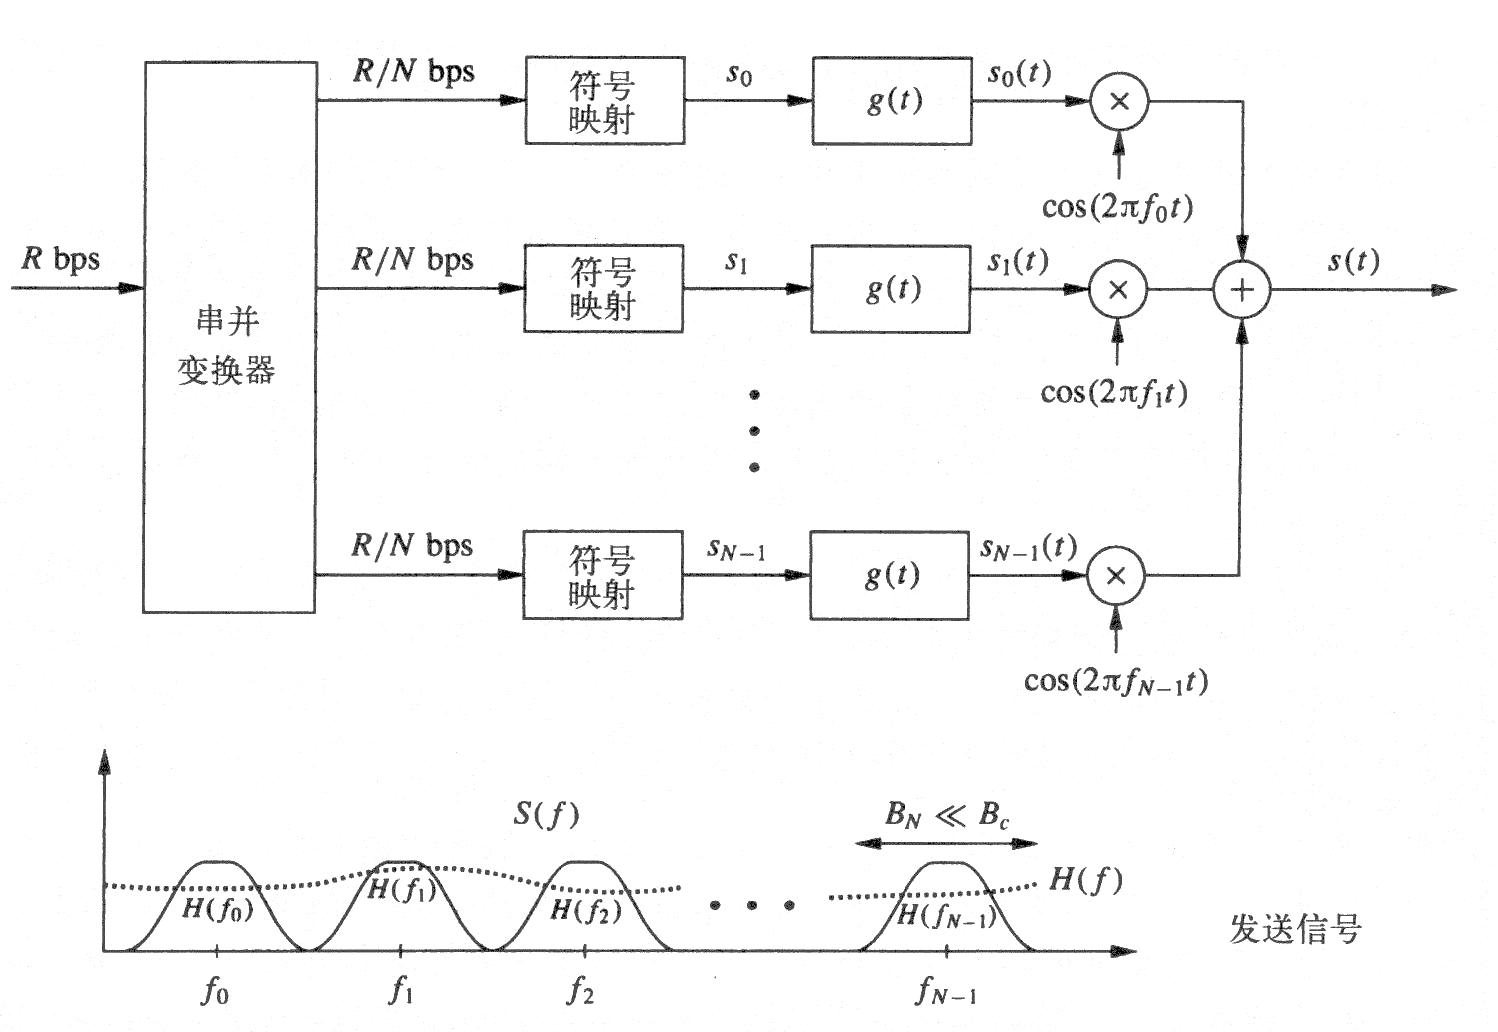 R/N bps
符号
映射
s₀
g(t)
s₀(t)
×
cos(2πf₀t)
R bps
串并
变换器
R/N bps
符号
映射
s₁
g(t)
s₁(t)
×
cos(2πf₁t)
+
s(t)
R/N bps
符号
映射
s_{N−1}
g(t)
s_{N−1}(t)
×
cos(2πf_{N−1}t)
S(f)
B_N ≪ B_c
H(f₀)
H(f₁)
H(f₂)
H(f_{N−1})
H(f)
f₀
f₁
f₂
f_{N−1}
发送信号